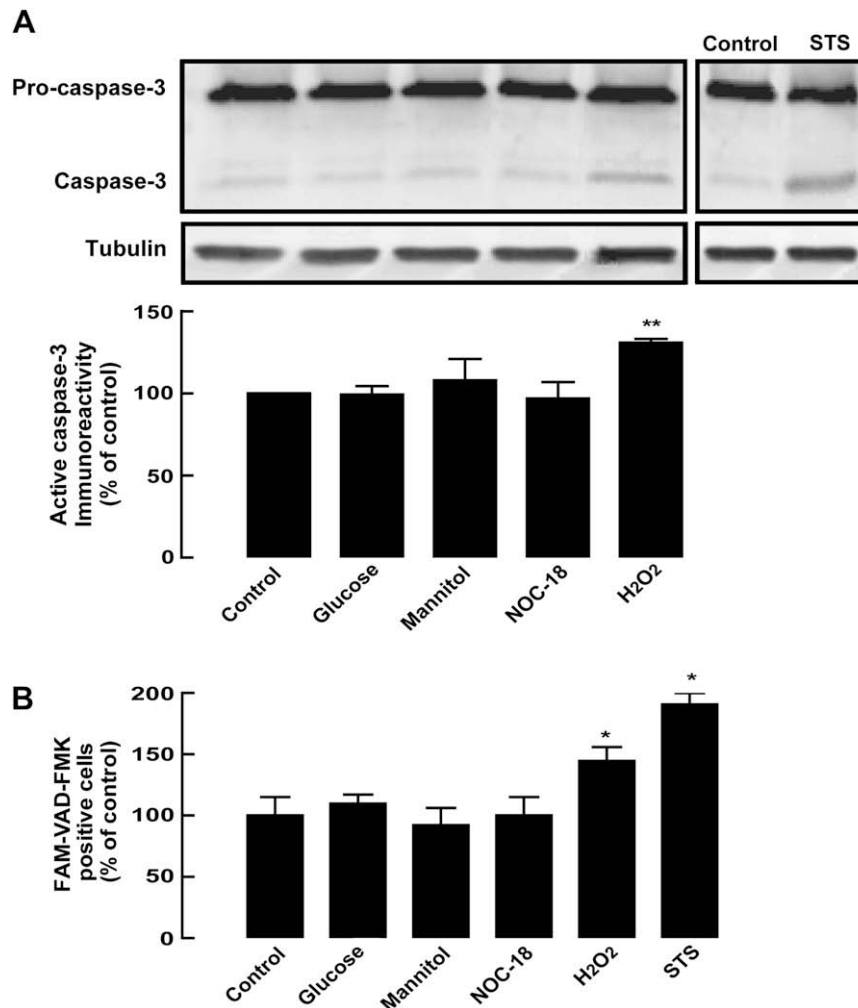 A
Control STS
Pro-caspase-3
Caspase-3
Tubulin
Active caspase-3
Immunoreactivity
(% of control)
150
100
50
0
**
Control
Glucose
Mannitol
NOC-18
H2O2
B
FAM-VAD-FMK
positive cells
(% of control)
200
150
100
50
0
*
*
Control
Glucose
Mannitol
NOC-18
H2O2
STS